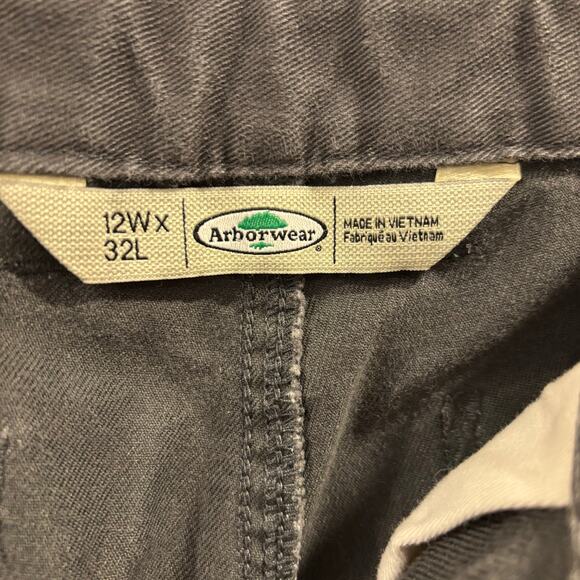 12W x
32L
Arborwear®
MADE IN VIETNAM
Fabriqué au Vietnam